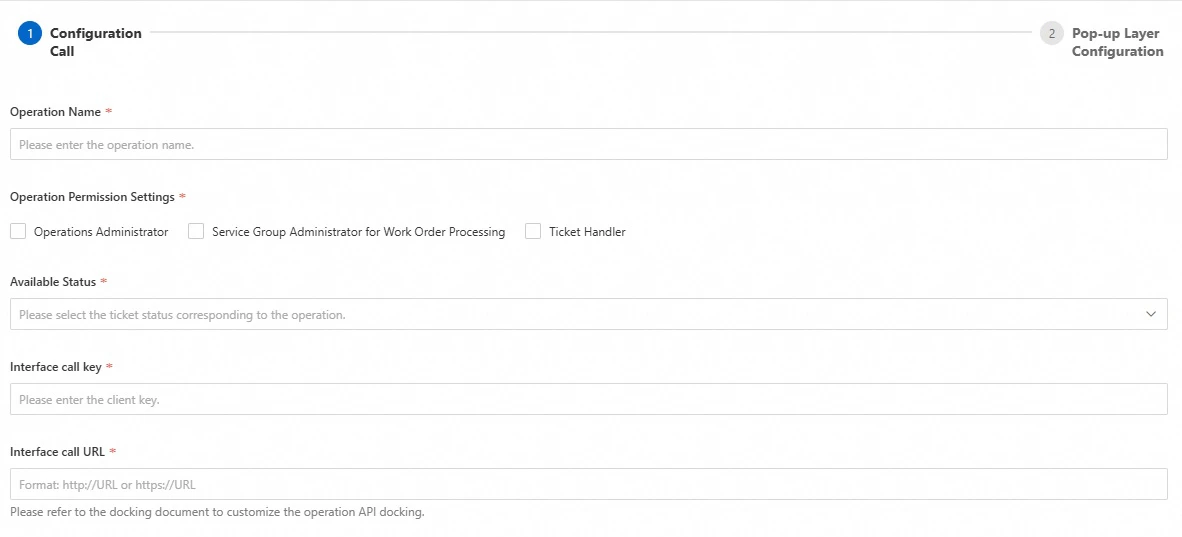 1 Configuration 2 Pop-up Layer
Call Configuration
Operation Name *
Please enter the operation name.
Operation Permission Settings *
Operations Administrator Service Group Administrator for Work Order Processing Ticket Handler
Available Status *
Please select the ticket status corresponding to the operation.
Interface call key *
Please enter the client key.
Interface call URL *
Format: http://URL or https://URL
Please refer to the docking document to customize the operation API docking.